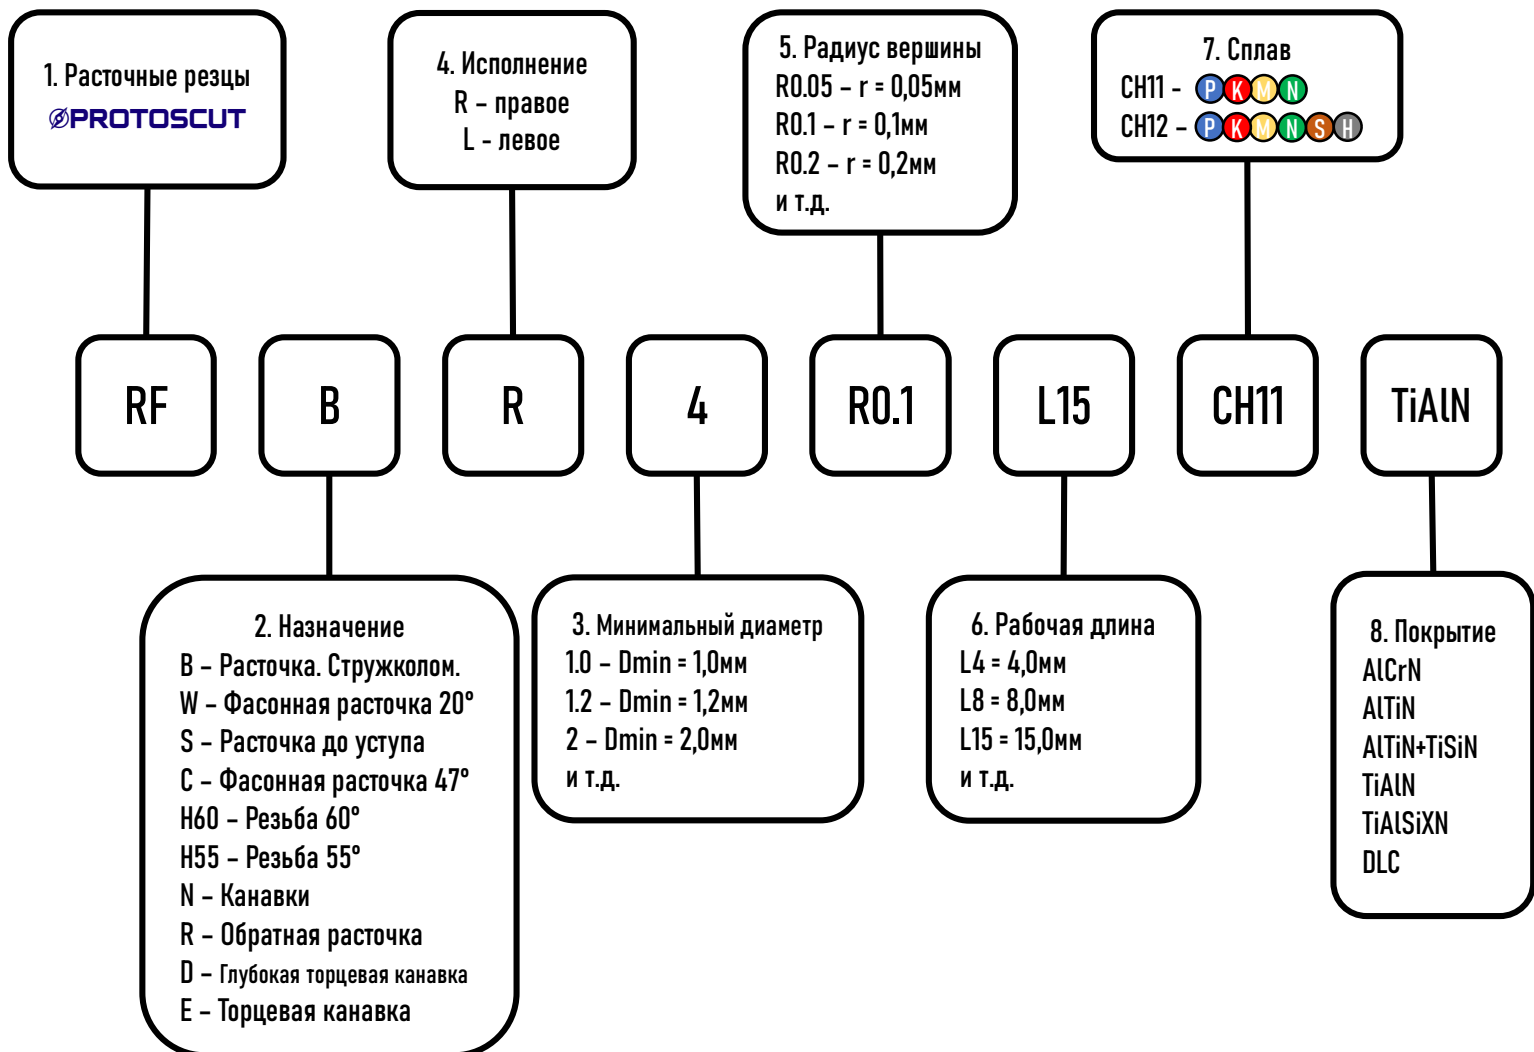 1. Расточные резцы
PROTOSCUT
4. Исполнение
R – правое
L - левое
5. Радиус вершины
R0.05 – r = 0,05мм
R0.1 – r = 0,1мм
R0.2 – r = 0,2мм
и т.д.
7. Сплав
CH11 - P K M N
CH12 – P K M N S H
RF
B
R
4
R0.1
L15
CH11
TiAlN
2. Назначение
B – Расточка. Стружколом.
W – Фасонная расточка 20°
S – Расточка до уступа
C – Фасонная расточка 47°
H60 – Резьба 60°
H55 – Резьба 55°
N – Канавки
R – Обратная расточка
D – Глубокая торцевая канавка
E – Торцевая канавка
3. Минимальный диаметр
1.0 – Dmin = 1,0мм
1.2 – Dmin = 1,2мм
2 – Dmin = 2,0мм
и т.д.
6. Рабочая длина
L4 = 4,0мм
L8 = 8,0мм
L15 = 15,0мм
и т.д.
8. Покрытие
AlCrN
AlTiN
AlTiN+TiSiN
TiAlN
TiAlSiXN
DLC